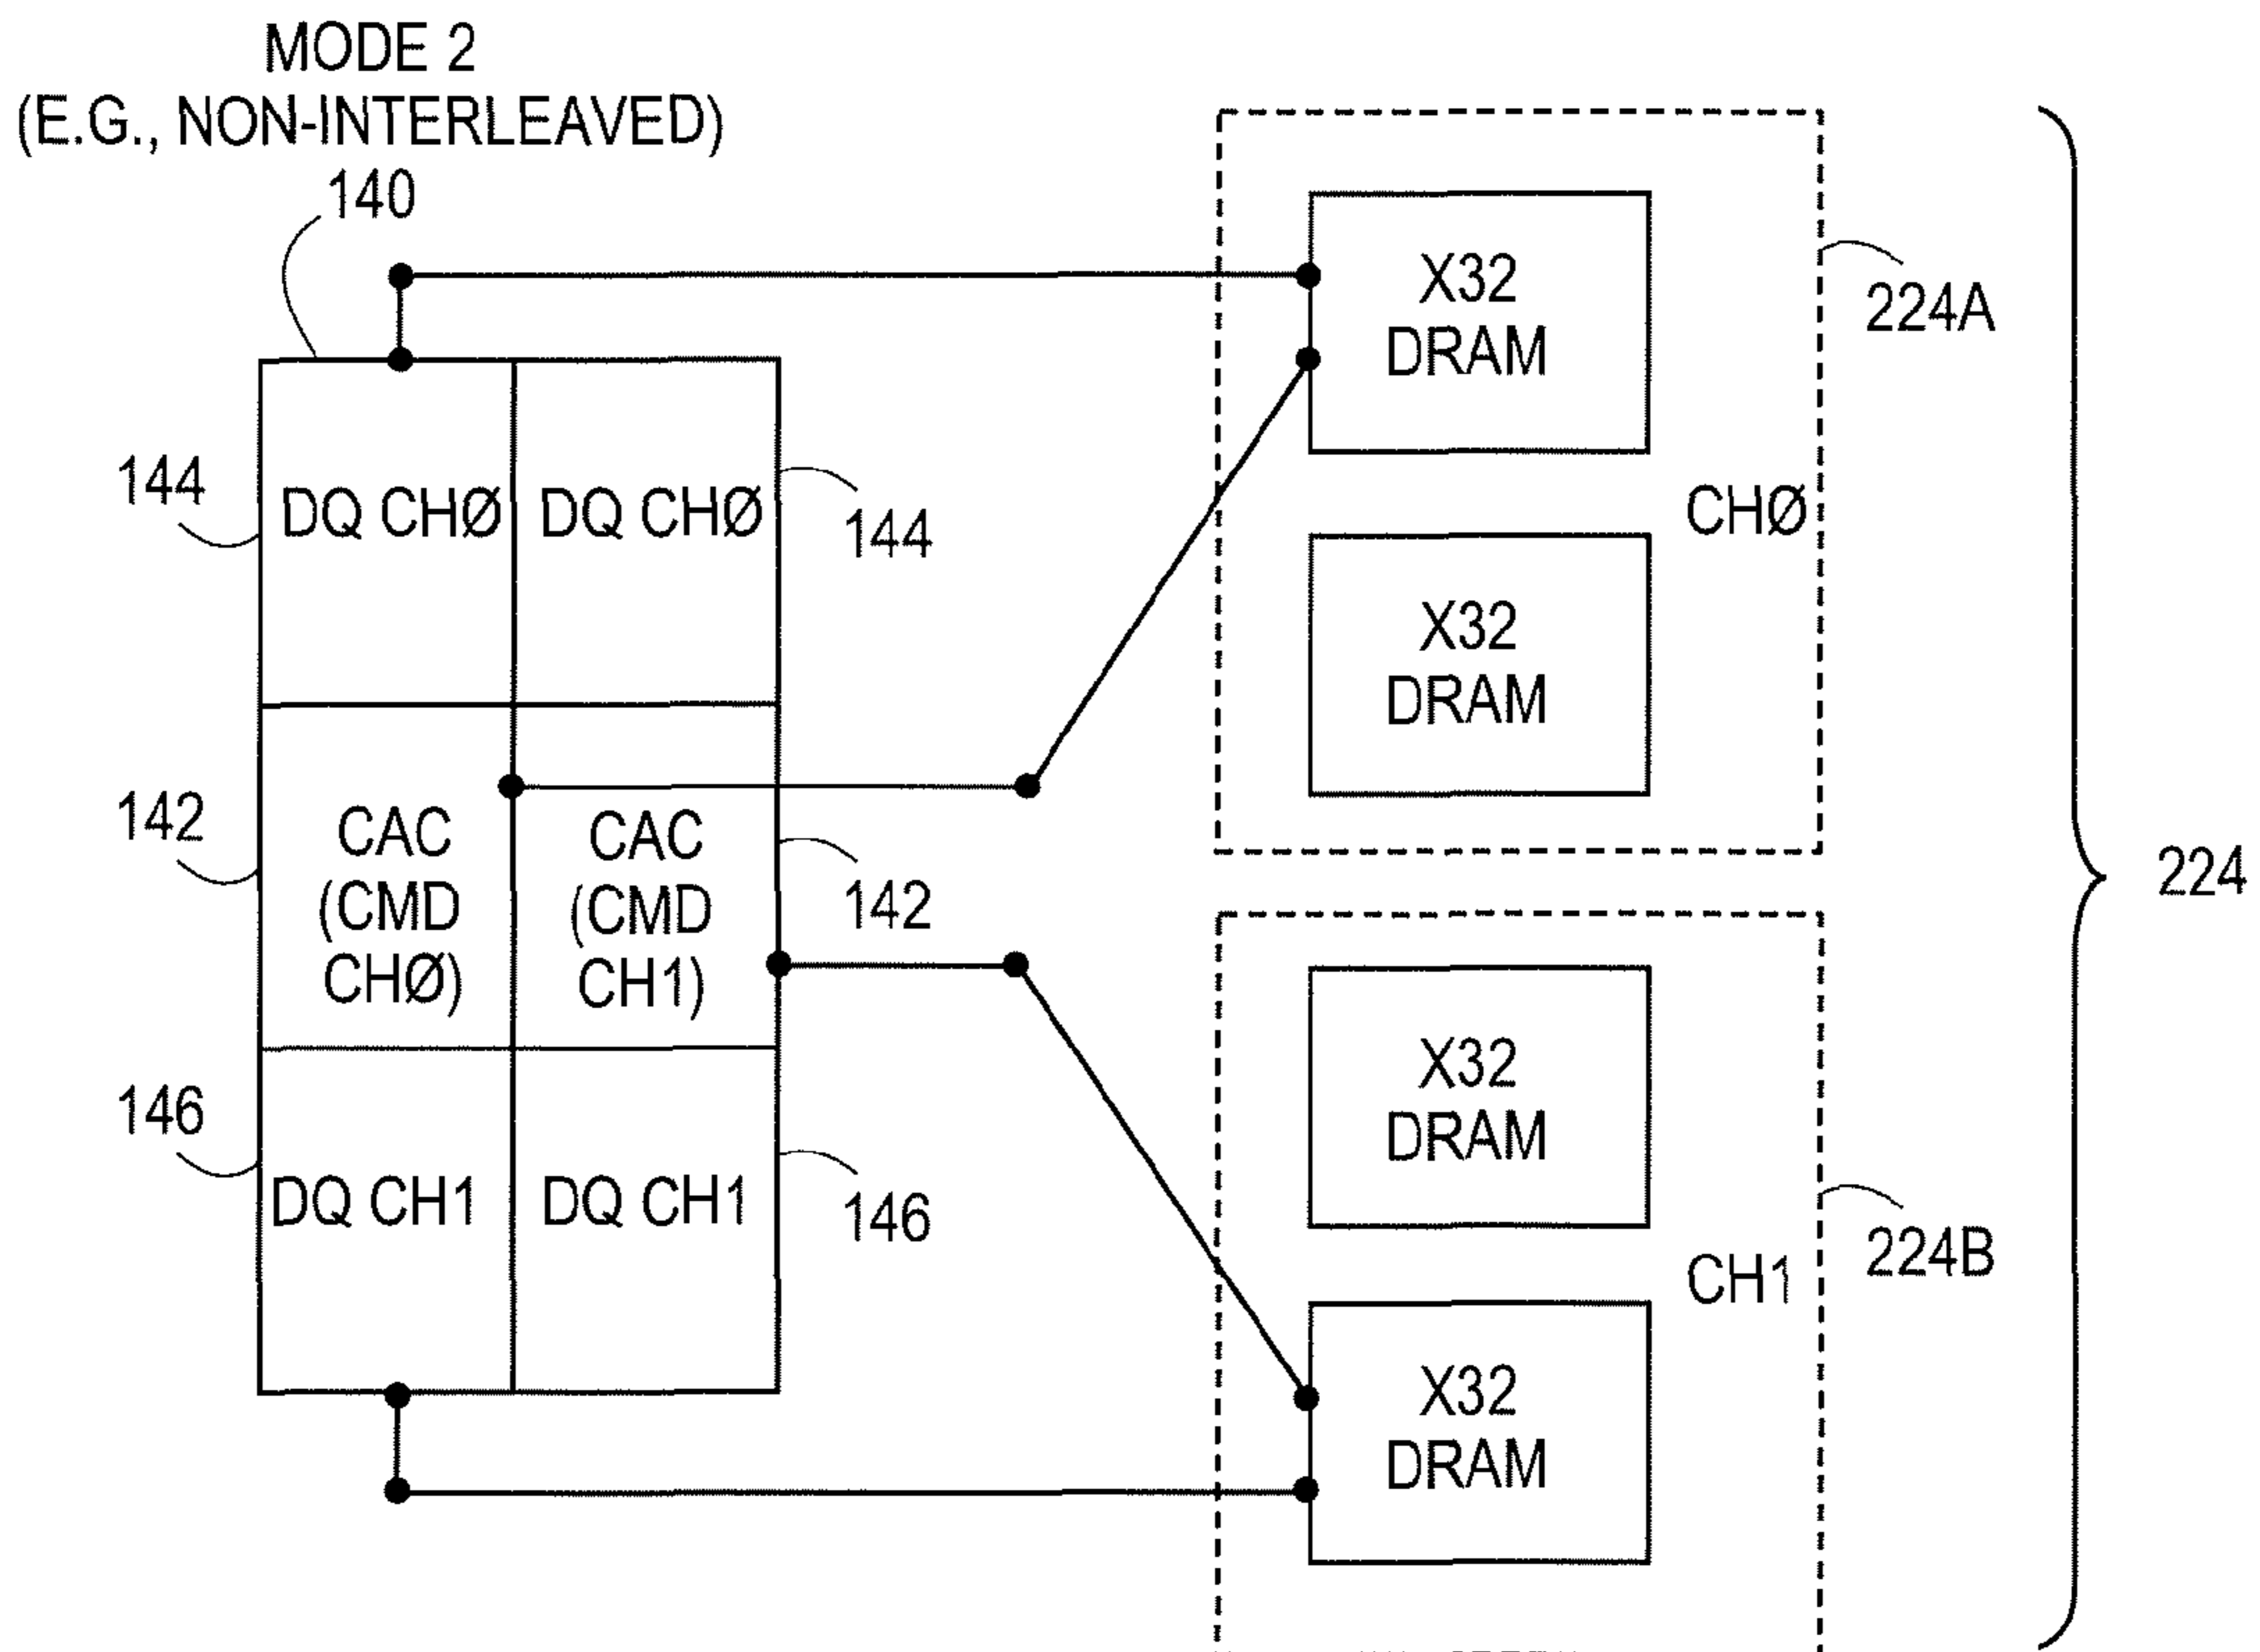 MODE 2
(E.G., NON-INTERLEAVED)
140
X32
DRAM
224A
144
DQ CHØ
DQ CHØ
144
CHØ
X32
DRAM
142
CAC
(CMD
CHØ)
CAC
(CMD
CH1)
142
224
X32
DRAM
146
DQ CH1
DQ CH1
146
CH1
224B
X32
DRAM